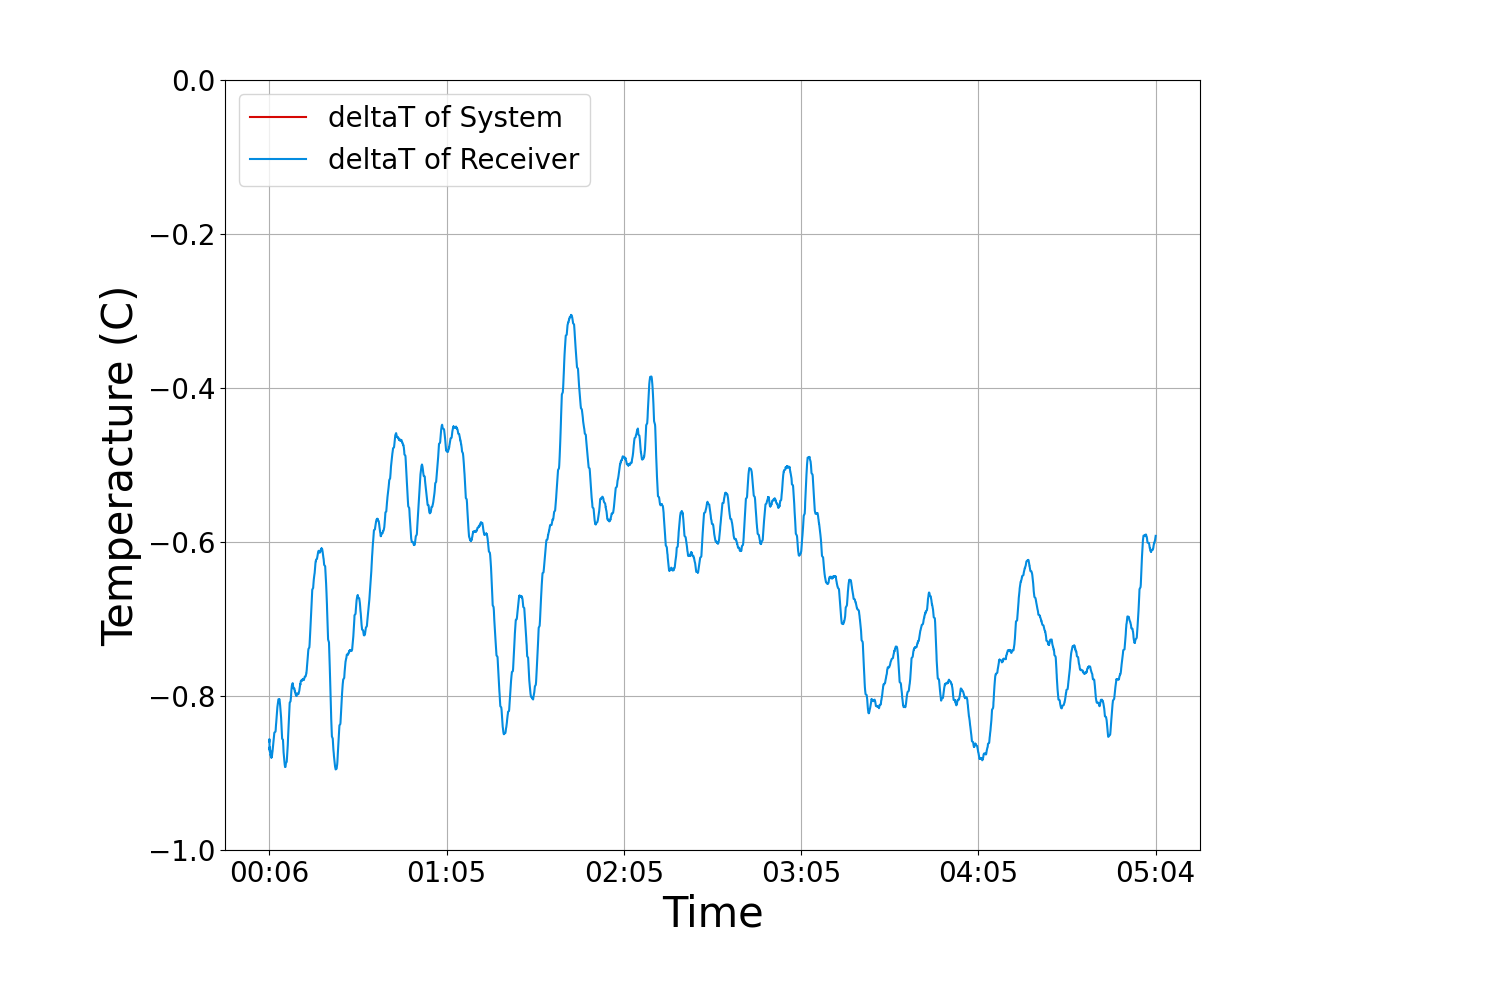 deltaT of System
deltaT of Receiver
0.0
−0.2
−0.4
−0.6
−0.8
−1.0
Temperacture (C)
00:06 01:05 02:05 03:05 04:05 05:04
Time